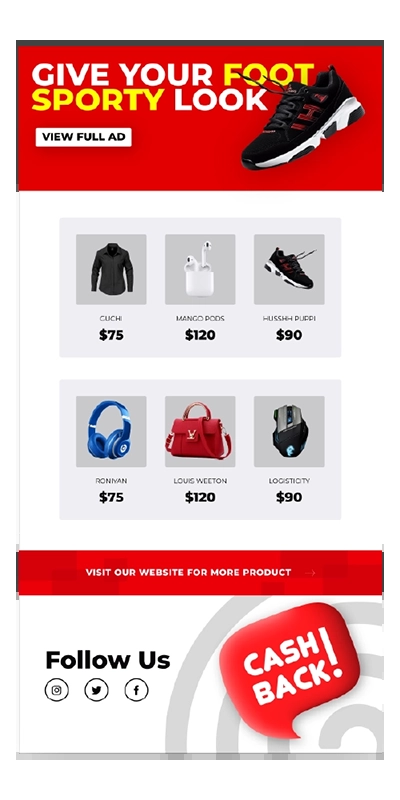 GIVE YOUR FOOT
SPORTY LOOK
VIEW FULL AD
GUCHI
$75
MANGO PODS
$120
HUSSHH PUPPI
$90
RONIYAN
$75
LOUIS WEETON
$120
LOGISTICITY
$90
VISIT OUR WEBSITE FOR MORE PRODUCT
Follow Us
CASH
BACK!